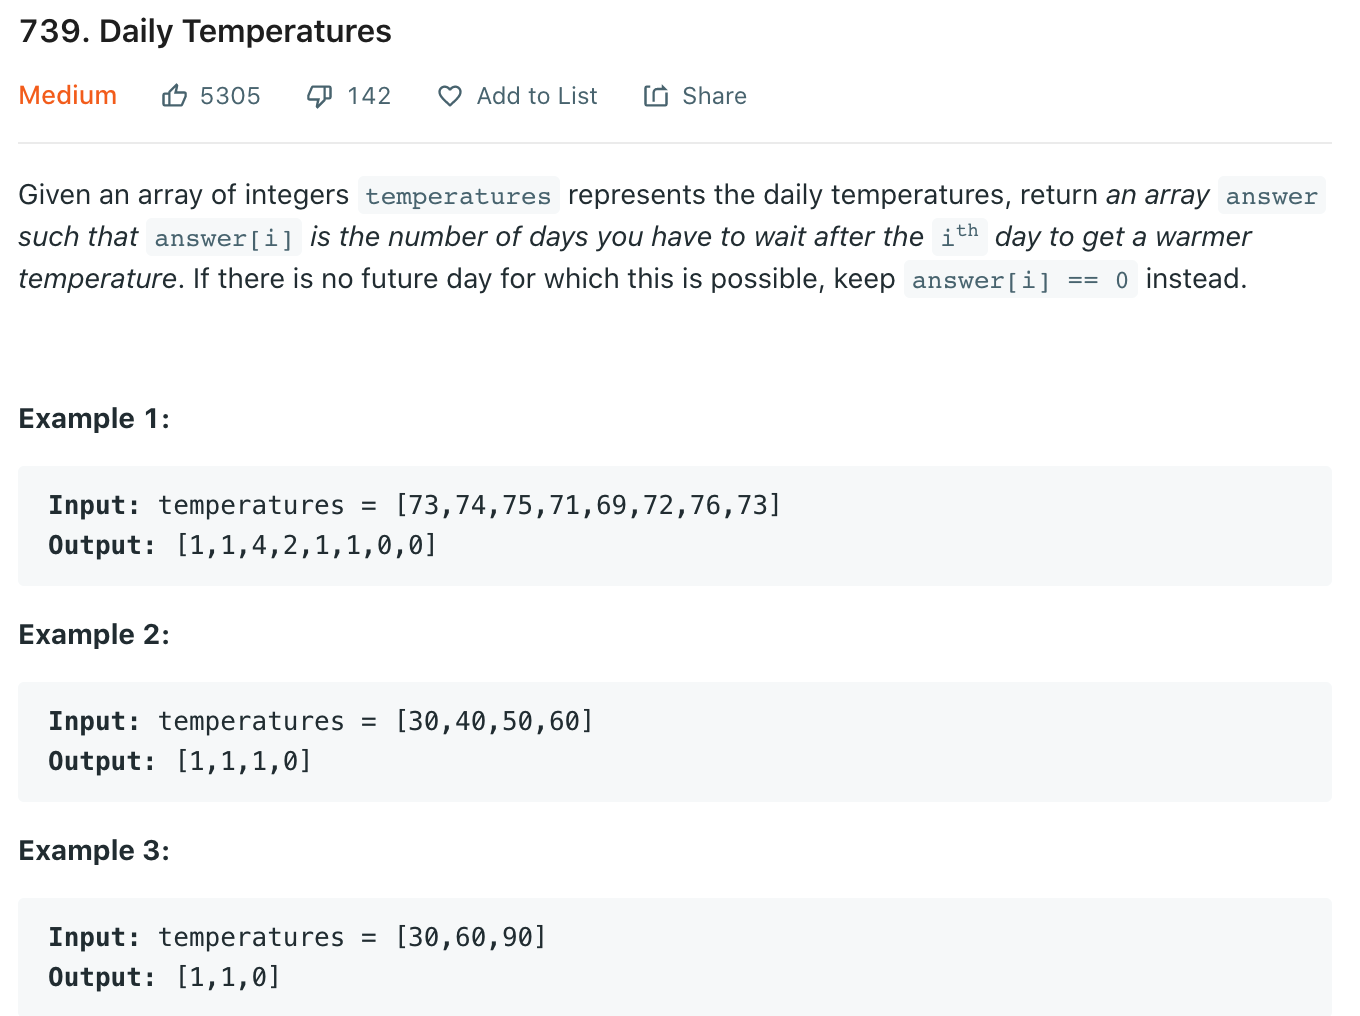 739. Daily Temperatures
Medium 5305 142 Add to List Share
Given an array of integers temperatures represents the daily temperatures, return an array answer
such that answer[i] is the number of days you have to wait after the ith day to get a warmer
temperature. If there is no future day for which this is possible, keep answer[i] == 0 instead.
Example 1:
Input: temperatures = [73,74,75,71,69,72,76,73]
Output: [1,1,4,2,1,1,0,0]
Example 2:
Input: temperatures = [30,40,50,60]
Output: [1,1,1,0]
Example 3:
Input: temperatures = [30,60,90]
Output: [1,1,0]